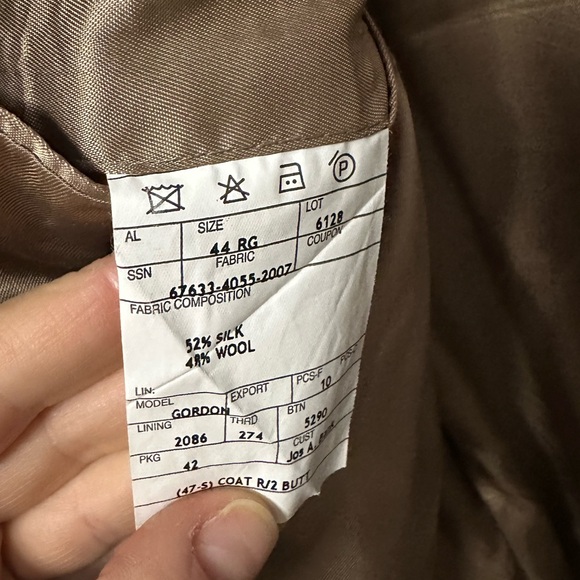 P
AL SIZE LOT
44 RG 6128
SSN FABRIC COUPON
67633-4055-2007
FABRIC COMPOSITION
52% SILK
48% WOOL
LIN:
MODEL EXPORT PCS-F
GORDON 10
LINING THRD BTN
2086 274 5290
PKG CUST
42 JOS A.
(47-S) COAT R/2 BUTT